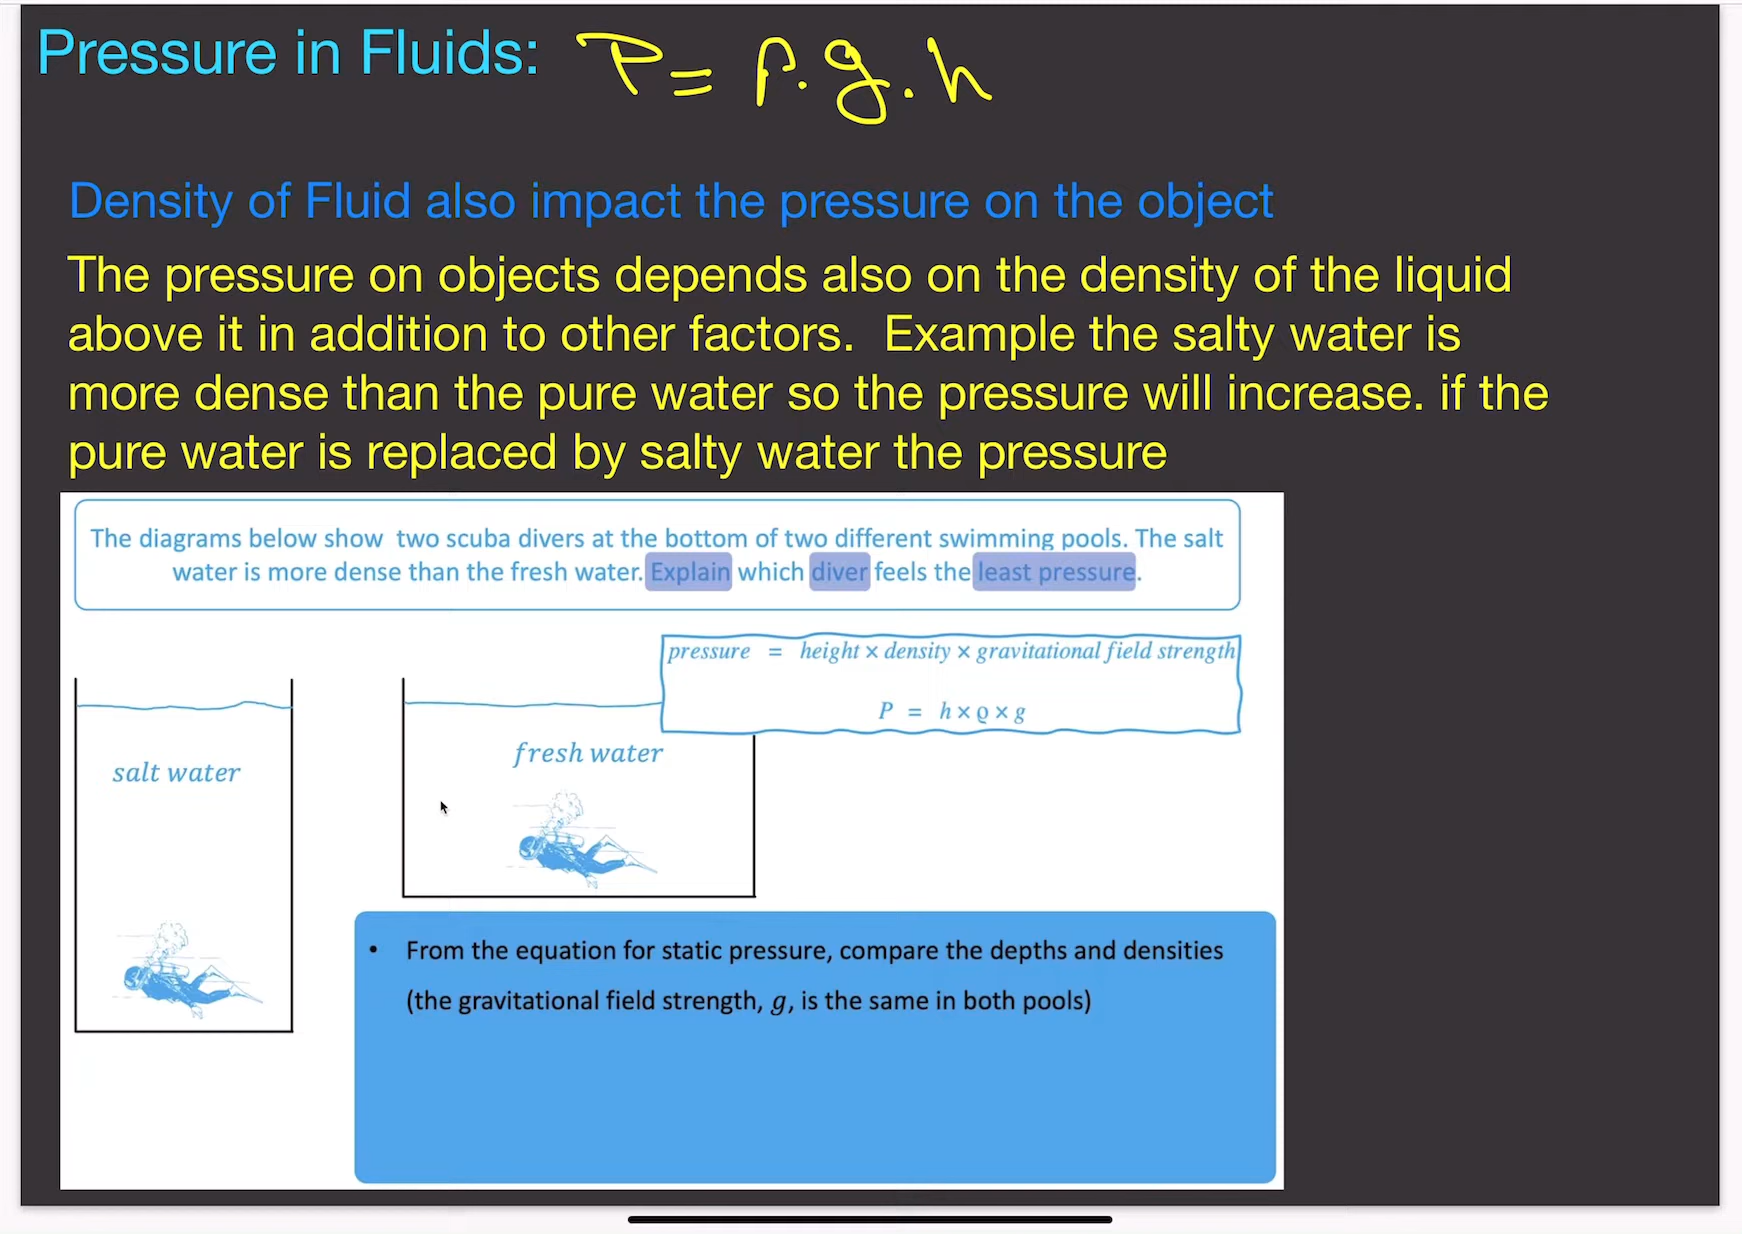 Pressure in Fluids: P = ρ.g.h
Density of Fluid also impact the pressure on the object
The pressure on objects depends also on the density of the liquid
above it in addition to other factors. Example the salty water is
more dense than the pure water so the pressure will increase. if the
pure water is replaced by salty water the pressure
The diagrams below show two scuba divers at the bottom of two different swimming pools. The salt
water is more dense than the fresh water. Explain which diver feels the least pressure.
pressure = height × density × gravitational field strength
P = h × ϱ × g
salt water
fresh water
• From the equation for static pressure, compare the depths and densities
(the gravitational field strength, g, is the same in both pools)